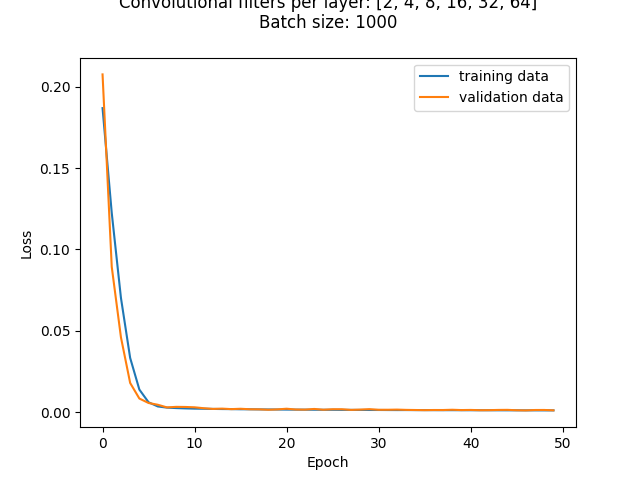 Convolutional filters per layer: [2, 4, 8, 16, 32, 64]
Batch size: 1000
training data
validation data
0.20
0.15
0.10
0.05
0.00
Loss
0 10 20 30 40 50
Epoch